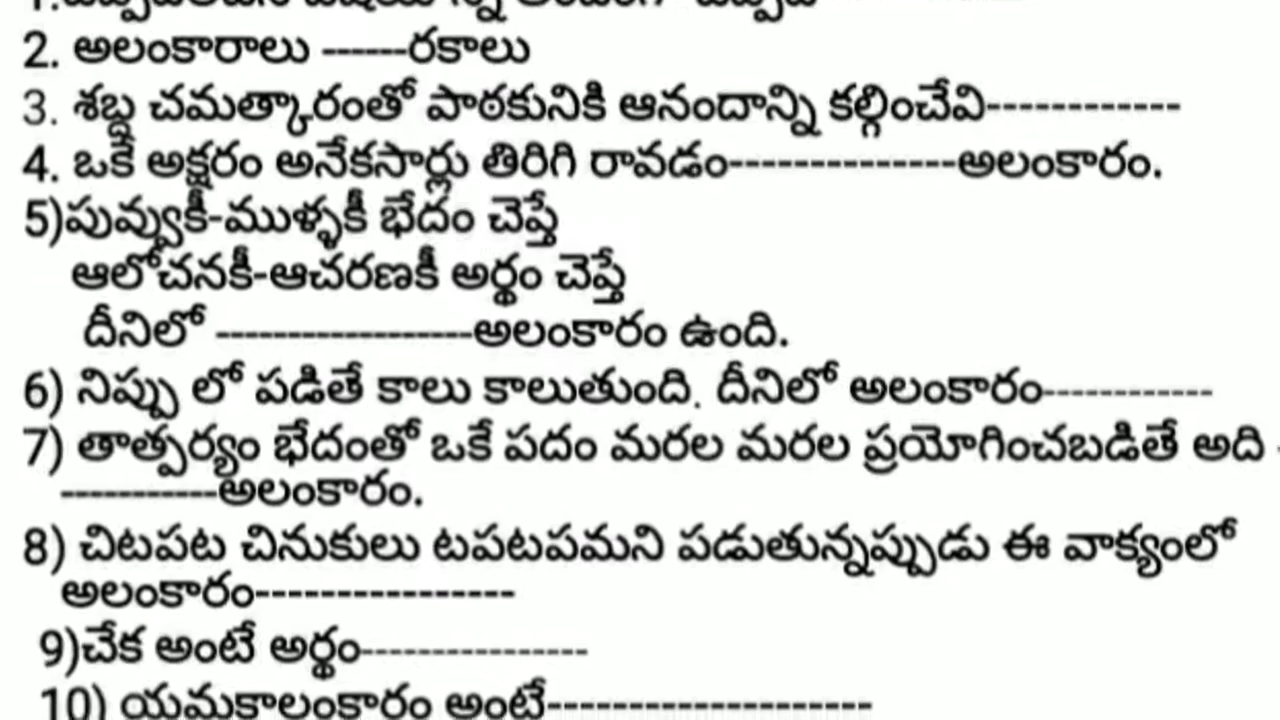 2. అలంకారాలు ------రకాలు
3. శబ్ద చమత్కారంతో పాఠకునికి ఆనందాన్ని కల్గించేవి------------
4. ఒకే అక్షరం అనేకసార్లు తిరిగి రావడం--------------అలంకారం.
5)పువ్వుకీ-ముళ్ళకీ భేదం చెప్తే
ఆలోచనకీ-ఆచరణకీ అర్థం చెప్తే
దీనిలో ------------------అలంకారం ఉంది.
6) నిప్పు లో పడితే కాలు కాలుతుంది. దీనిలో అలంకారం------------
7) తాత్పర్యం భేదంతో ఒకే పదం మరల మరల ప్రయోగించబడితే అది -
-----------అలంకారం.
8) చిటపట చినుకులు టపటపమని పడుతున్నప్పుడు ఈ వాక్యంలో
అలంకారం----------------
9)చేక అంటే అర్థం----------------
10) యమకాలంకారం అంటే--------------------